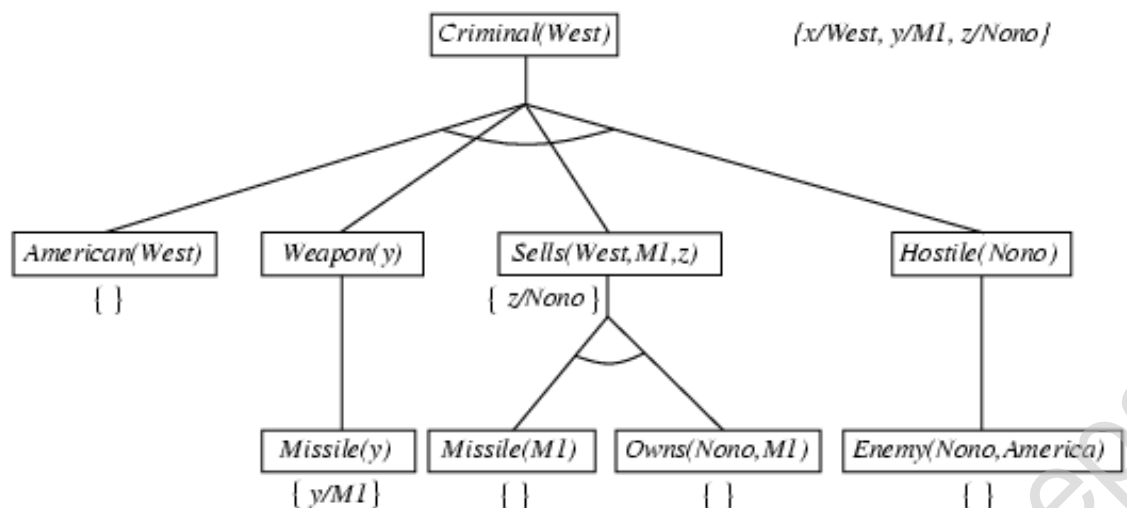 Criminal(West)
{x/West, y/M1, z/Nono}
American(West)
Weapon(y)
Sells(West,M1,z)
Hostile(Nono)
{ }
{ z/Nono }
Missile(y)
Missile(M1)
Owns(Nono,M1)
Enemy(Nono,America)
{ y/M1}
{ }
{ }
{ }